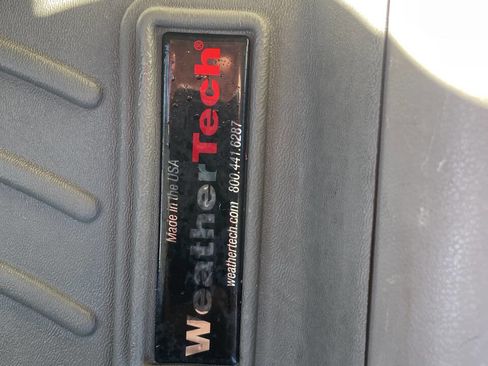 Made in the USA
WeatherTech®
weathertech.com 800.441.6287